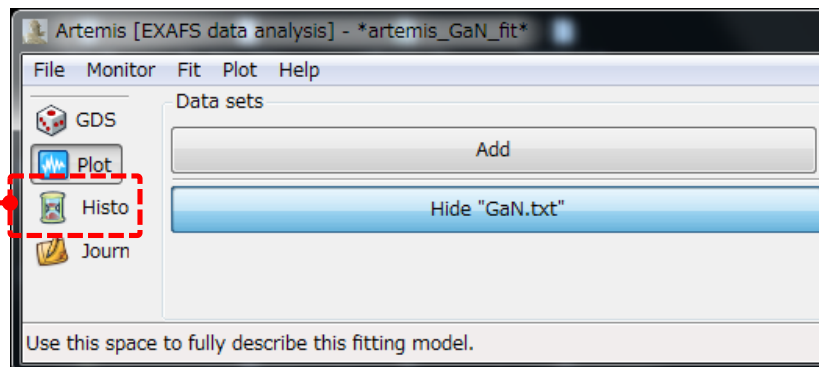 Artemis [EXAFS data analysis] - *artemis_GaN_fit*
File Monitor Fit Plot Help
Data sets
GDS
Add
Plot
Histo
Hide "GaN.txt"
Journ
Use this space to fully describe this fitting model.